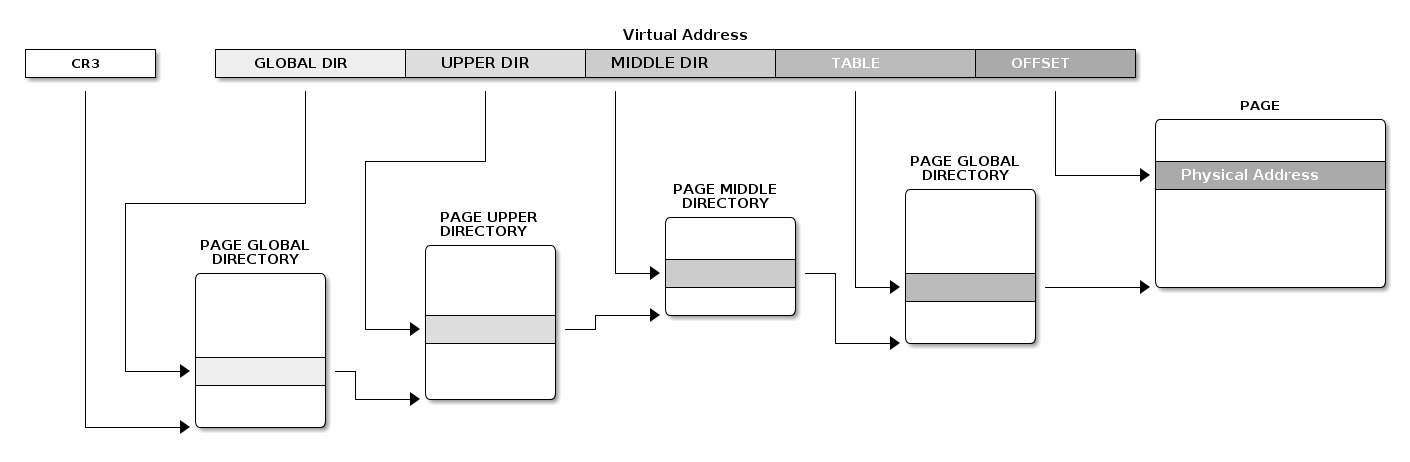 Virtual Address
CR3
GLOBAL DIR
UPPER DIR
MIDDLE DIR
TABLE
OFFSET
PAGE
Physical Address
PAGE GLOBAL
DIRECTORY
PAGE MIDDLE
DIRECTORY
PAGE UPPER
DIRECTORY
PAGE GLOBAL
DIRECTORY